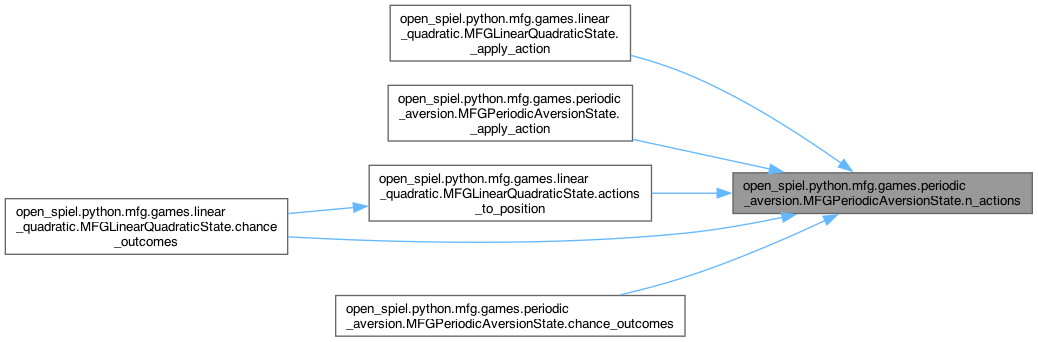 open_spiel.python.mfg.games.linear
_quadratic.MFGLinearQuadraticState.
_apply_action
open_spiel.python.mfg.games.periodic
_aversion.MFGPeriodicAversionState.
_apply_action
open_spiel.python.mfg.games.linear
_quadratic.MFGLinearQuadraticState.actions
_to_position
open_spiel.python.mfg.games.periodic
_aversion.MFGPeriodicAversionState.n_actions
open_spiel.python.mfg.games.linear
_quadratic.MFGLinearQuadraticState.chance
_outcomes
open_spiel.python.mfg.games.periodic
_aversion.MFGPeriodicAversionState.chance_outcomes